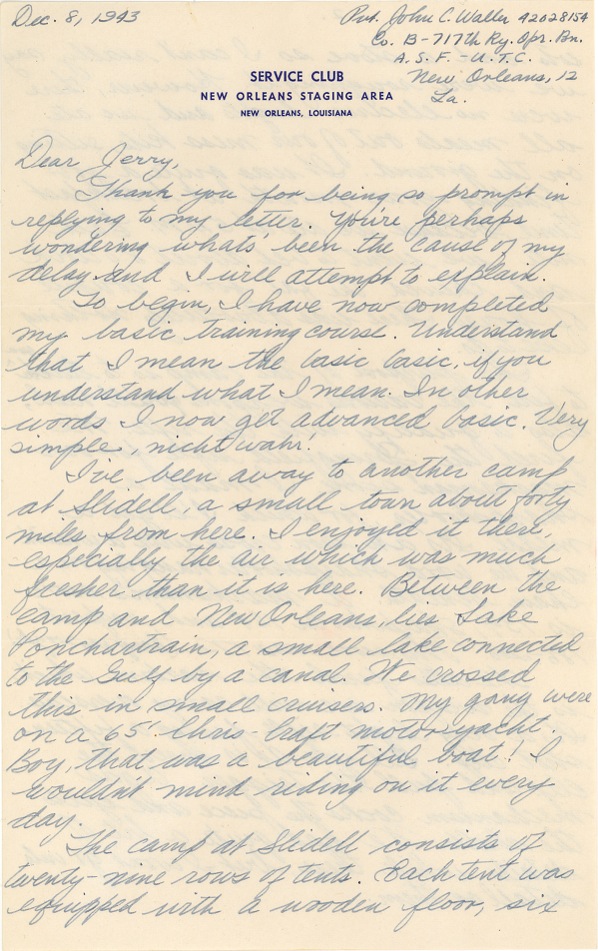 Dec. 8, 1943
Pvt. John C. Waller 42028154
Co. B-717th Ry. Opr. Bn.
A. S. F. - U. T. C.
New Orleans, 12
La.
SERVICE CLUB
NEW ORLEANS STAGING AREA
NEW ORLEANS, LOUISIANA
Dear Jerry,
Thank you for being so prompt in
replying to my letter. You're perhaps
wondering whats been the cause of my
delay and I will attempt to explain.
To begin, I have now completed
my basic training course. Understand
that I mean the basic basic, if you
understand what I mean. In other
words I now get advanced basic. Very
simple, nicht wahr!
I've been away to another camp
at Slidell, a small town about forty
miles from here. I enjoyed it there,
especially the air which was much
fresher than it is here. Between the
camp and New Orleans, lies Lake
Ponchartrain, a small lake connected
to the Gulf by a canal. We crossed
this in small cruisers. My gang were
on a 65' Chris-Craft motor yacht.
Boy, that was a beautiful boat! I
wouldn't mind riding on it every
day.
The camp at Slidell consists of
twenty-nine rows of tents. Each tent was
equipped with a wooden floor, six